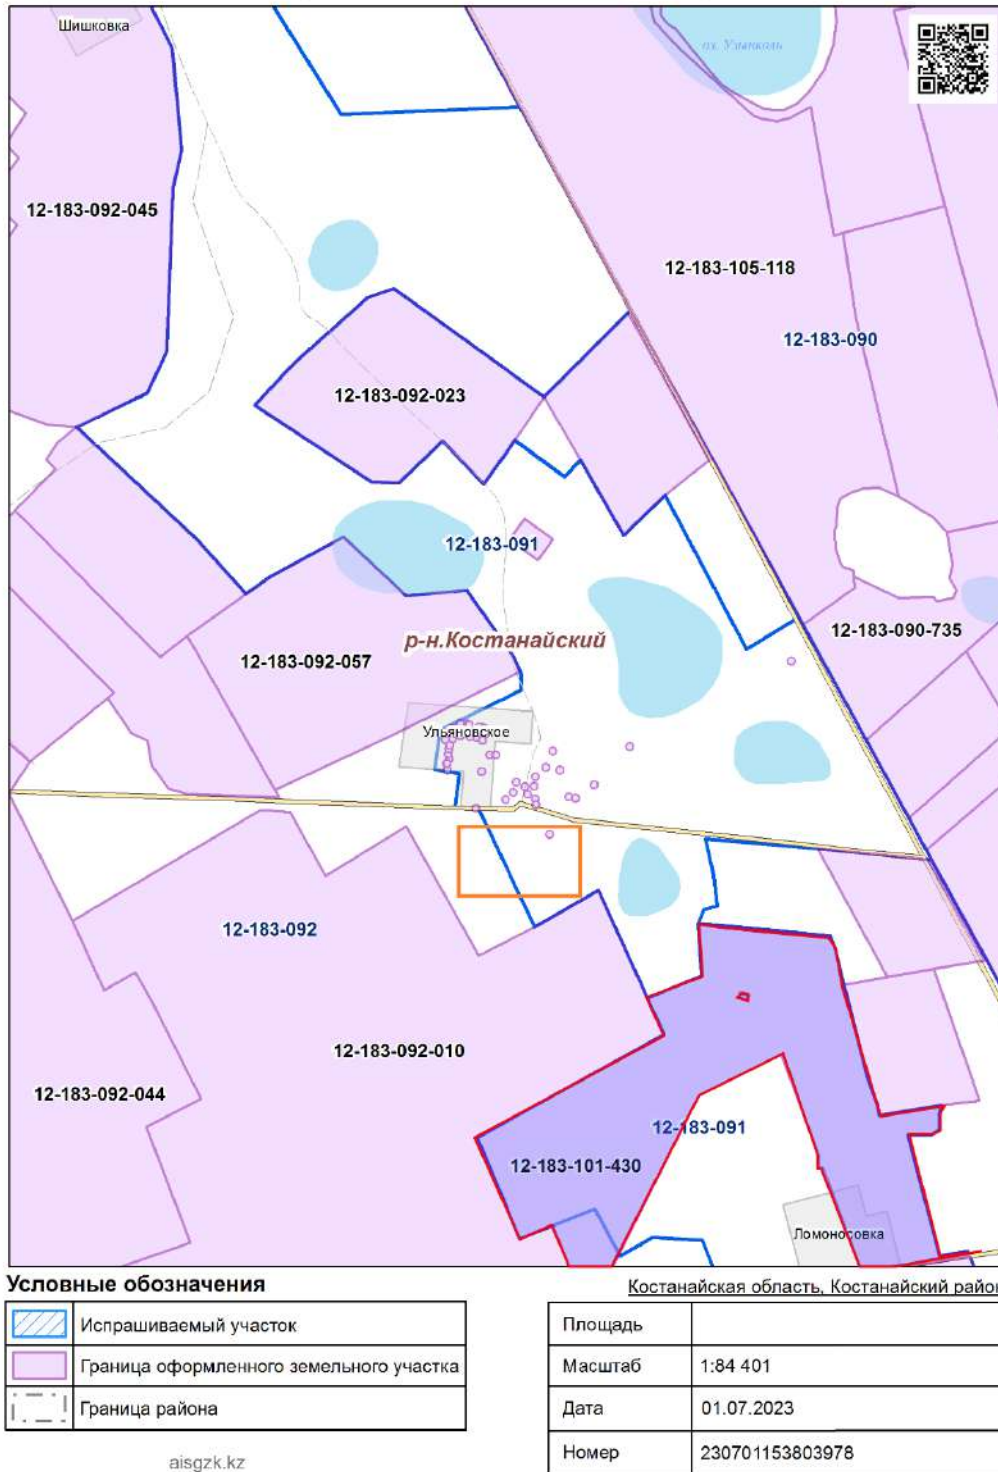 Шишковка
оз. Узынколь
12-183-092-045
12-183-105-118
12-183-090
12-183-092-023
12-183-091
12-183-090-735
р-н.Костанайский
12-183-092-057
Ульяновское
12-183-092
12-183-092-010
12-183-092-044
12-183-091
12-183-101-430
Ломоносовка
Условные обозначения
Костанайская область, Костанайский район
Испрашиваемый участок
Граница оформленного земельного участка
Граница района
Площадь
Масштаб 1:84 401
Дата 01.07.2023
Номер 230701153803978
aisgzk.kz